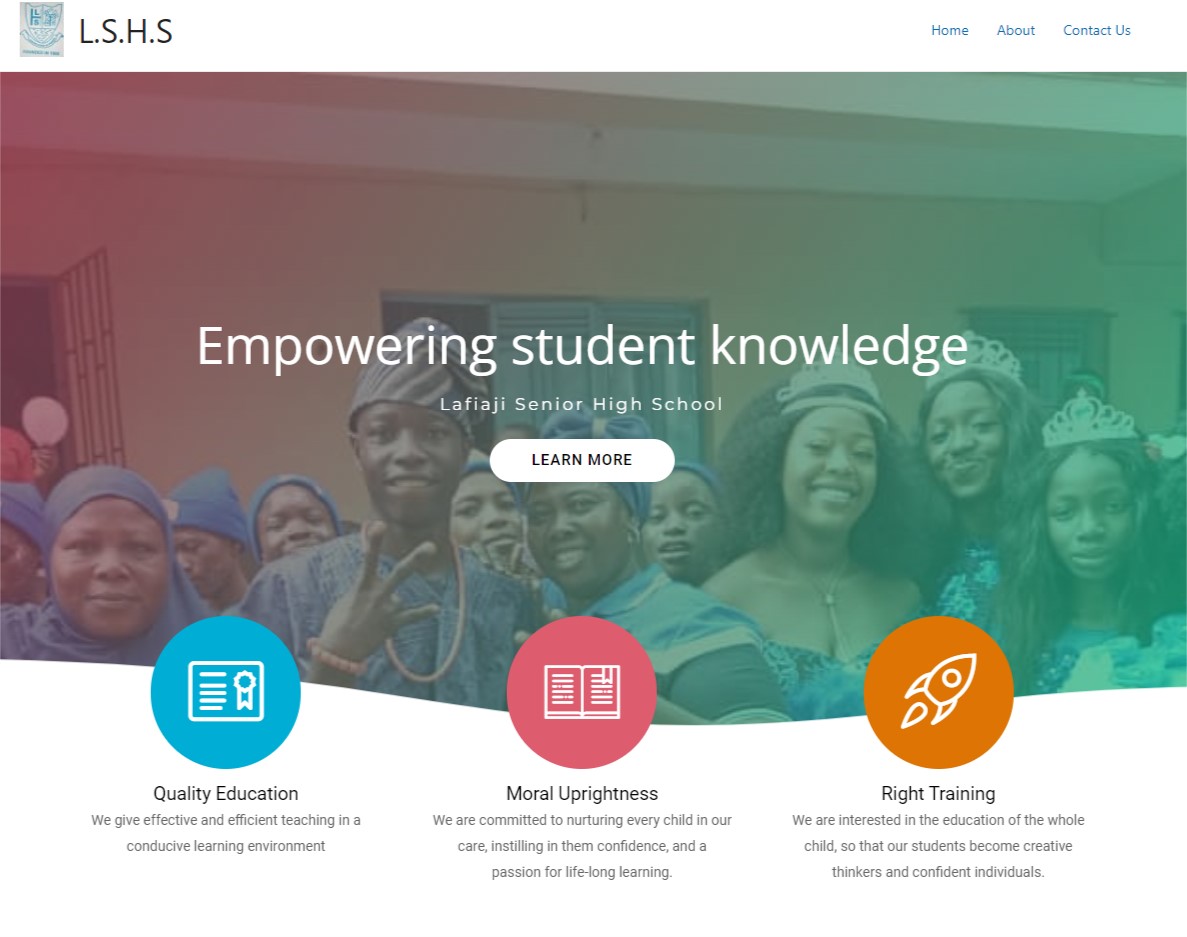 L.S.H.S
Home About Contact Us
Empowering student knowledge
Lafiaji Senior High School
LEARN MORE
Quality Education
We give effective and efficient teaching in a
conducive learning environment
Moral Uprightness
We are committed to nurturing every child in our
care, instilling in them confidence, and a
passion for life-long learning.
Right Training
We are interested in the education of the whole
child, so that our students become creative
thinkers and confident individuals.